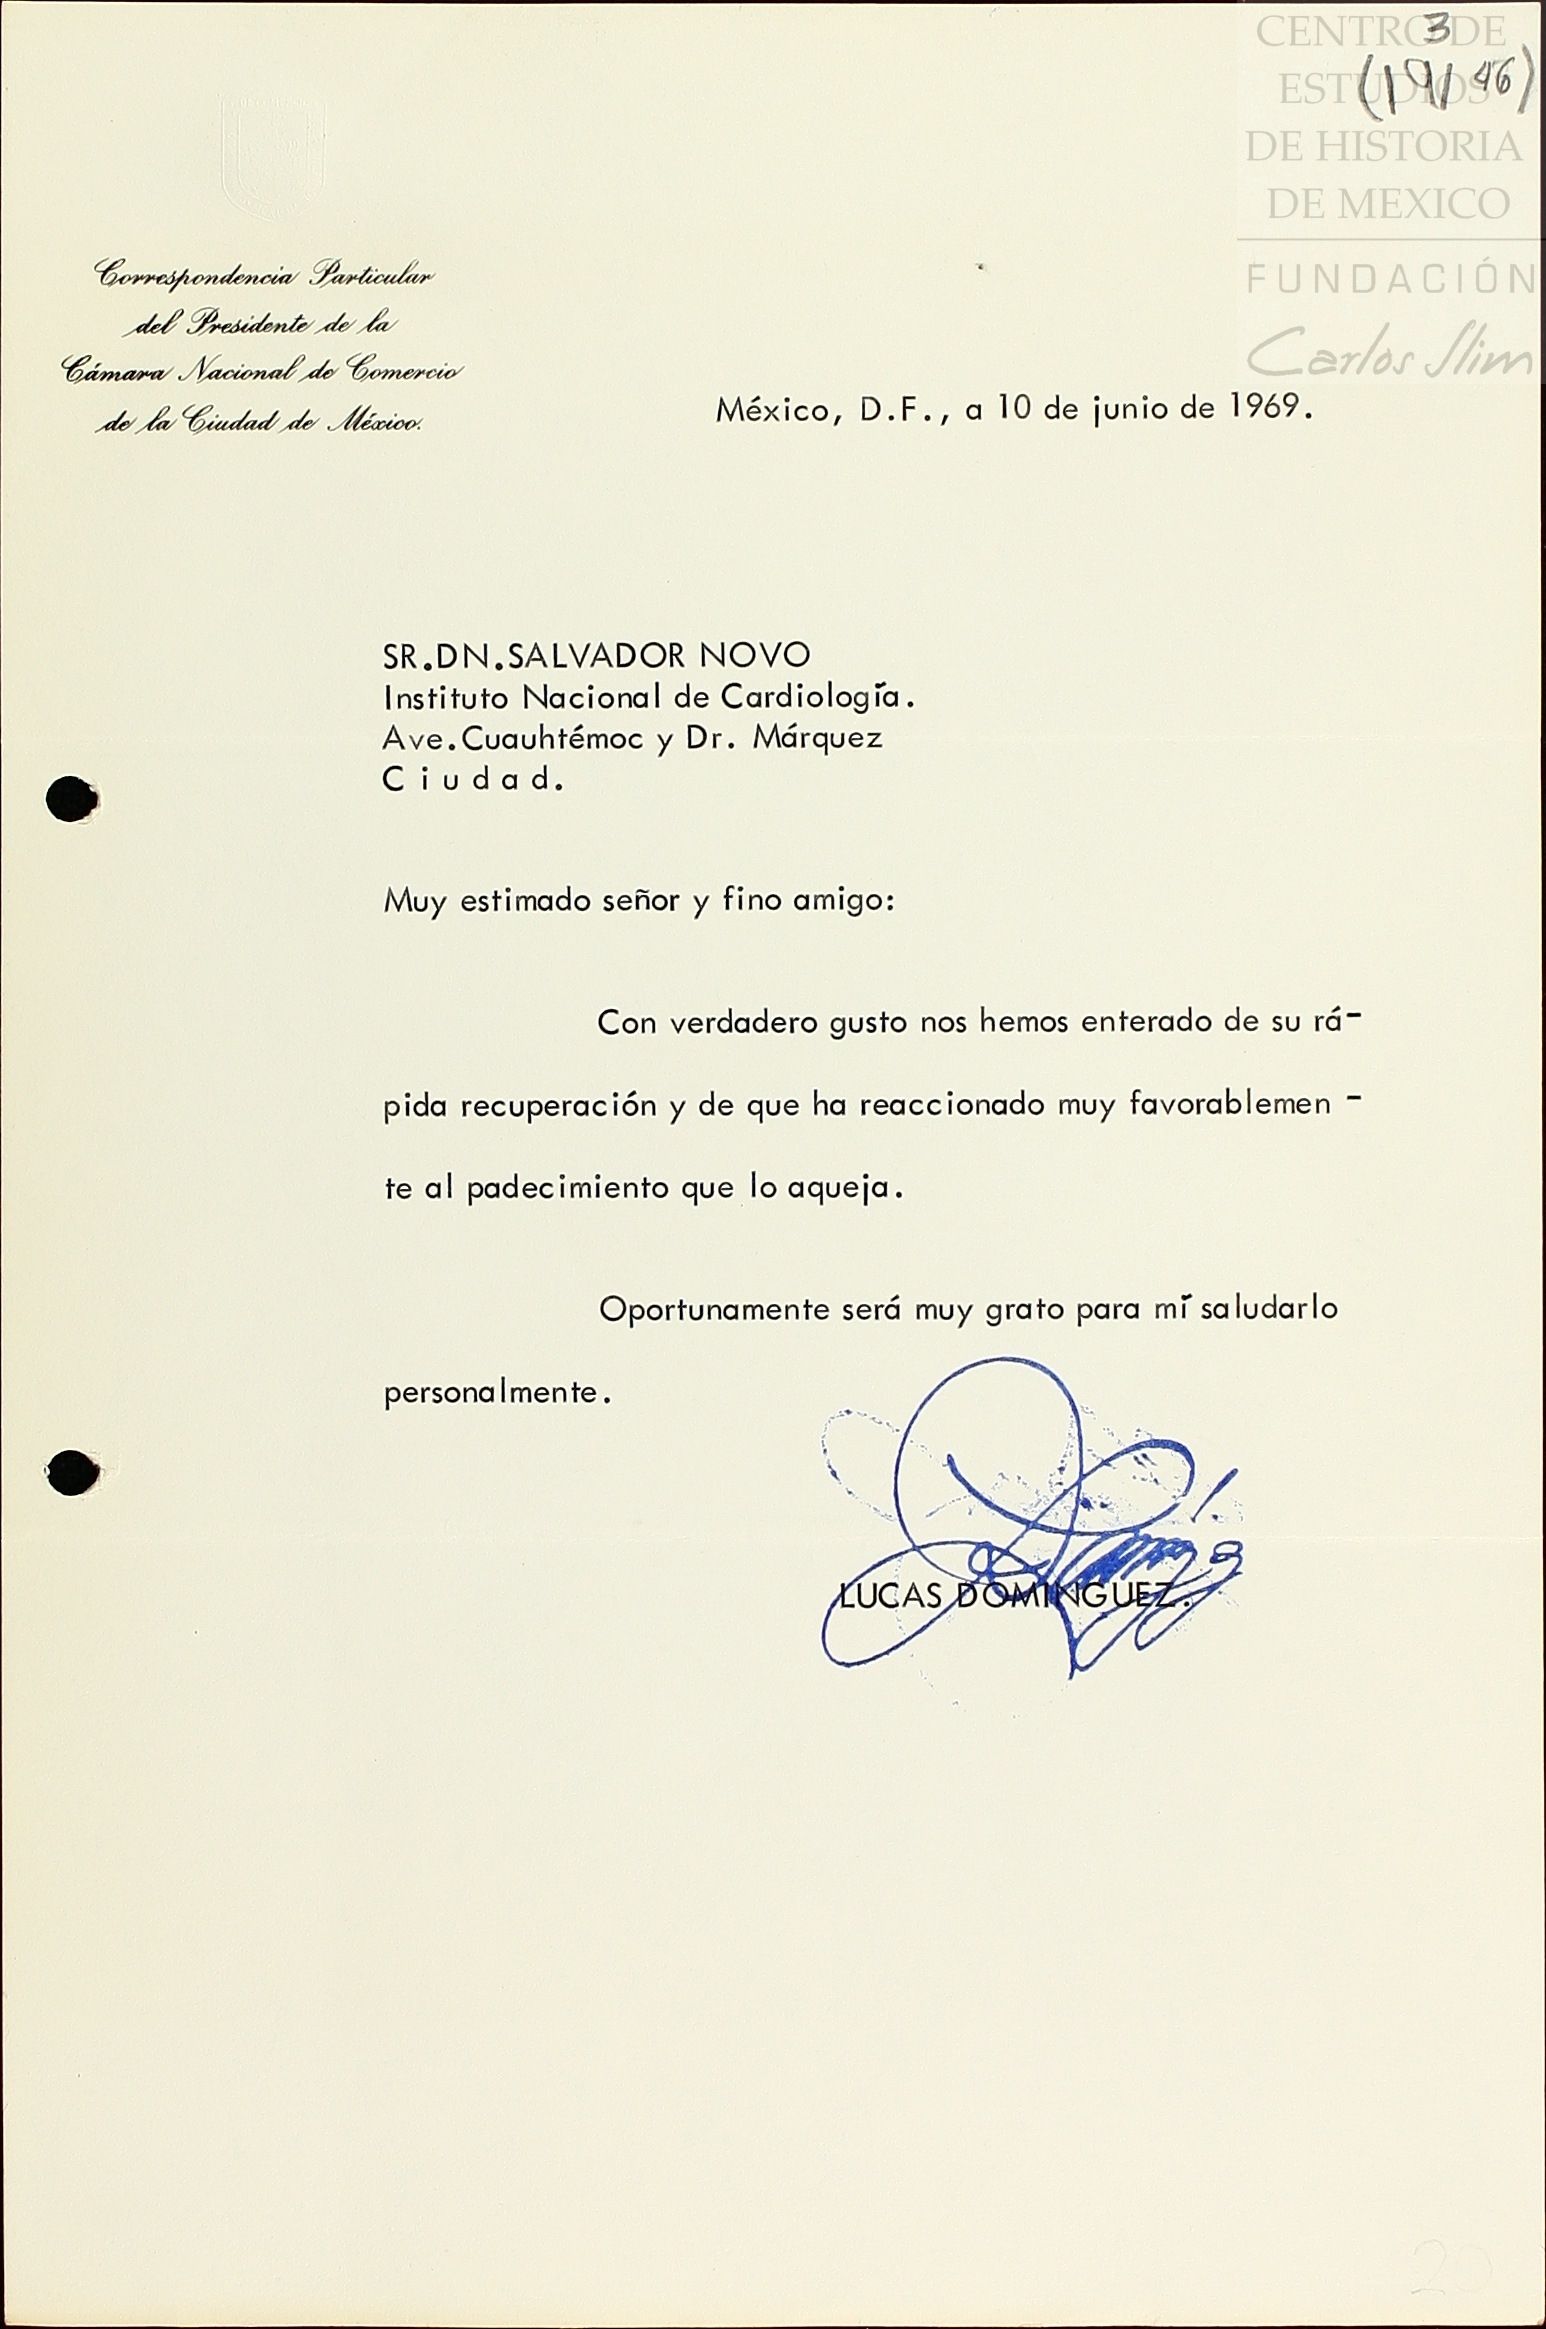 CENTRO DE
ESTUDIOS
DE HISTORIA
DE MEXICO
FUNDACIÓN
Carlos Slim
3
Correspondencia Particular
del Presidente de la
Cámara Nacional de Comercio
de la Ciudad de México.
México, D.F., a 10 de junio de 1969.
SR.DN.SALVADOR NOVO
Instituto Nacional de Cardiología.
Ave.Cuauhtémoc y Dr. Márquez
C i u d a d.
Muy estimado señor y fino amigo:
Con verdadero gusto nos hemos enterado de su rá-
pida recuperación y de que ha reaccionado muy favorablemen -
te al padecimiento que lo aqueja.
Oportunamente será muy grato para mí saludarlo
personalmente.
LUCAS DOMINGUEZ.
20